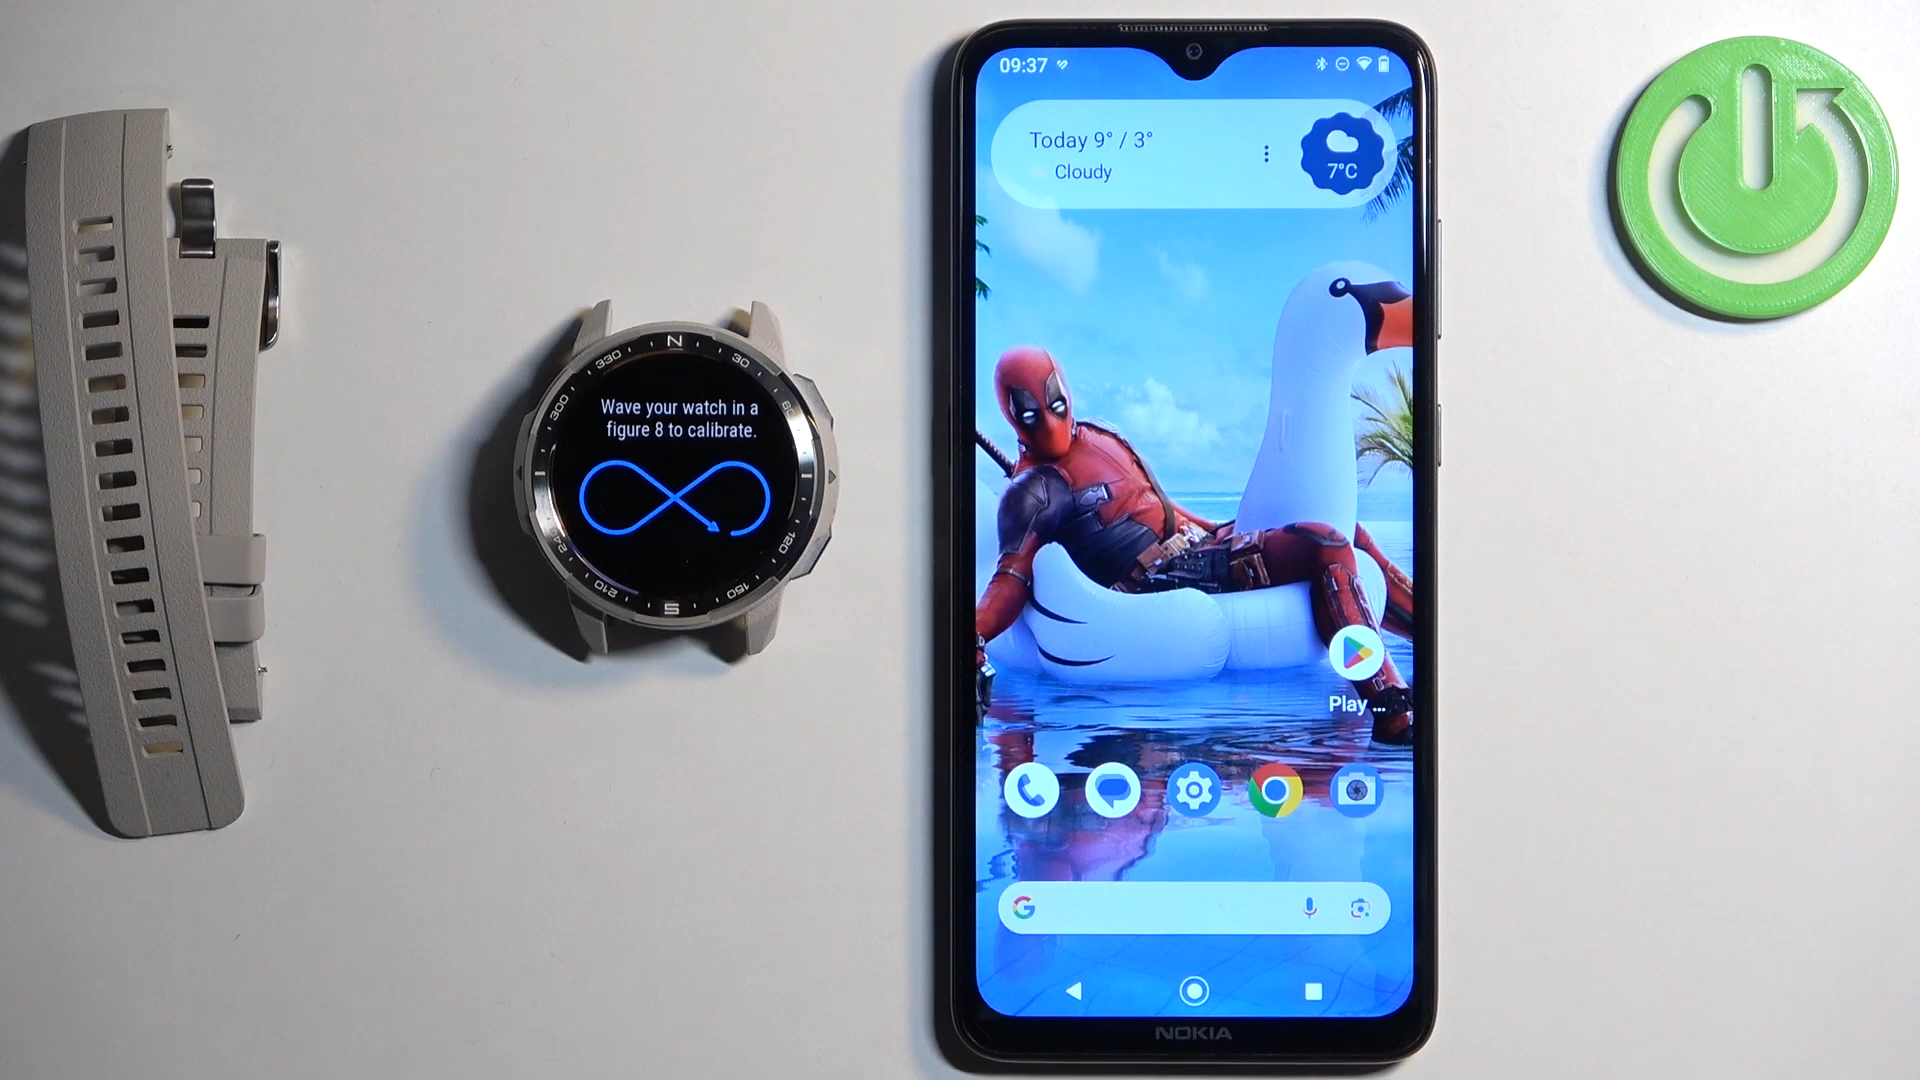 N
30
60
120
150
S
210
240
300
330
Wave your watch in a
figure 8 to calibrate.
09:37
Today 9° / 3°
Cloudy
7°C
Play ...
G
NOKIA